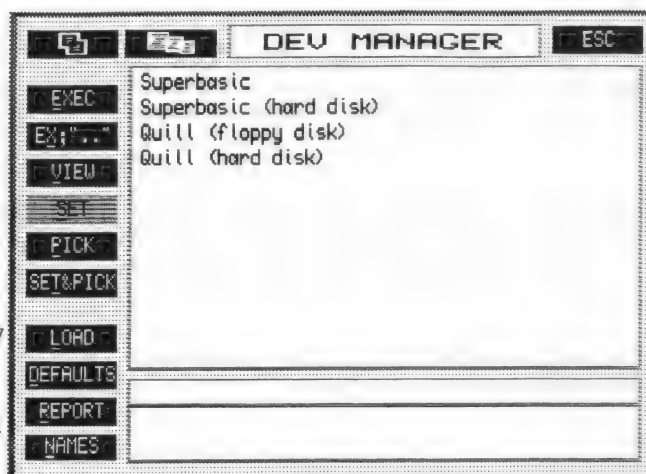 DEV MANAGER
ESC
EXEC
EX;".."
VIEW
SET
PICK
SET&PICK
LOAD
DEFAULTS
REPORT
NAMES
Superbasic
Superbasic (hard disk)
Quill (floppy disk)
Quill (hard disk)